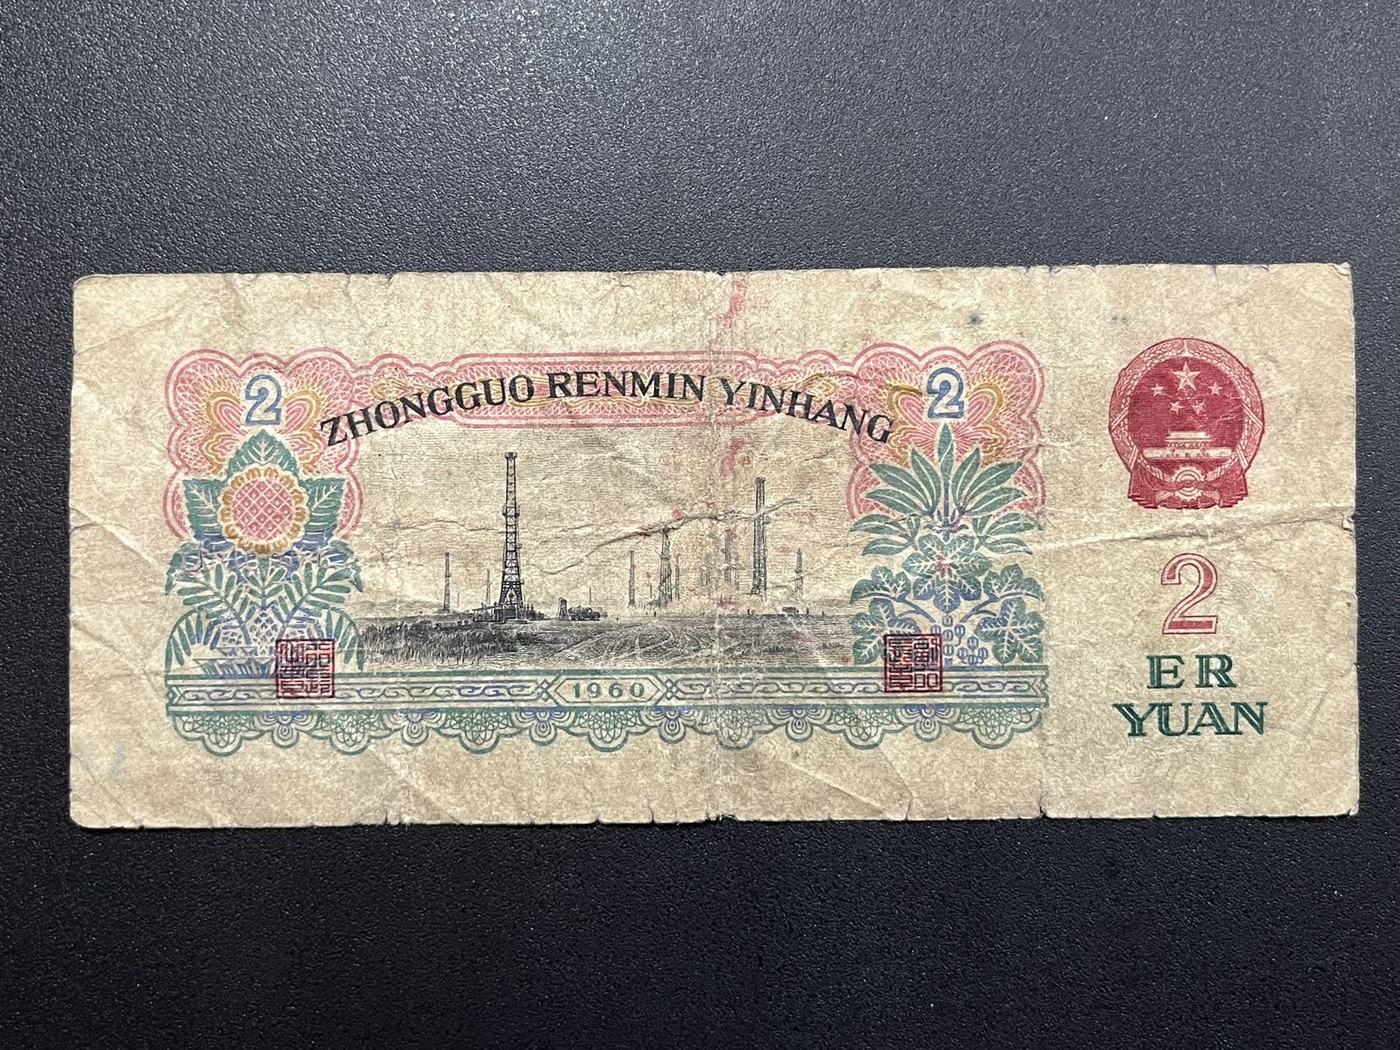 ZHONGGUO RENMIN YINHANG
2
2
1960
2
ER
YUAN